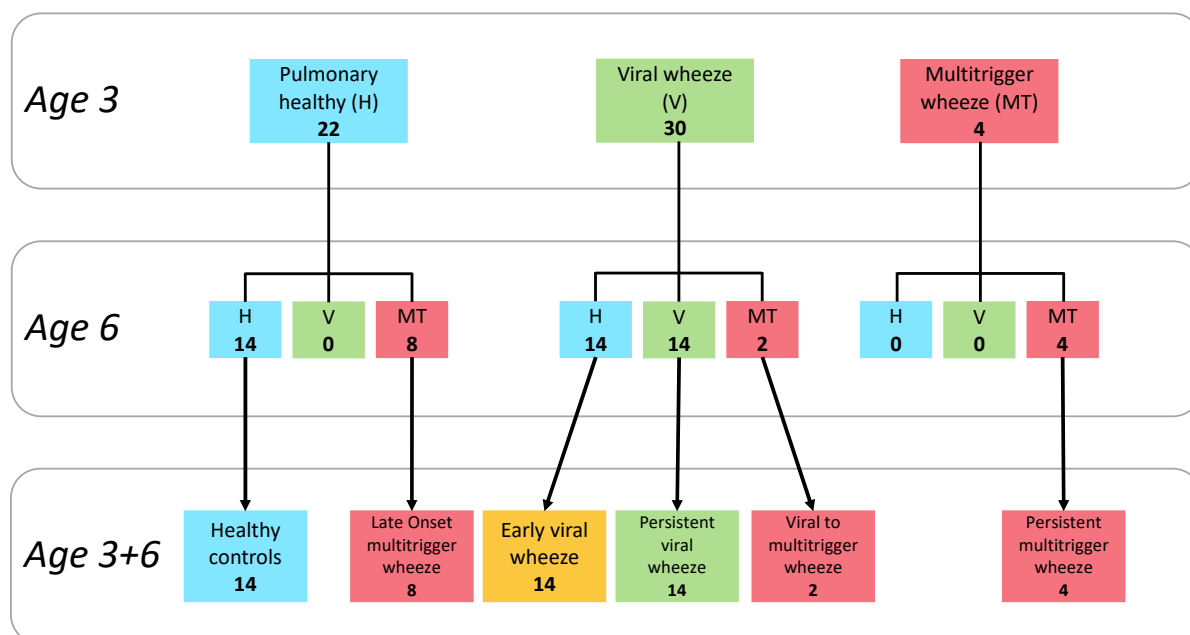 Age 3
Pulmonary
healthy (H)
22
Viral wheeze
(V)
30
Multitrigger
wheeze (MT)
4
Age 6
H
14
V
0
MT
8
H
14
V
14
MT
2
H
0
V
0
MT
4
Age 3+6
Healthy
controls
14
Late Onset
multitrigger
wheeze
8
Early viral
wheeze
14
Persistent
viral
wheeze
14
Viral to
multitrigger
wheeze
2
Persistent
multitrigger
wheeze
4